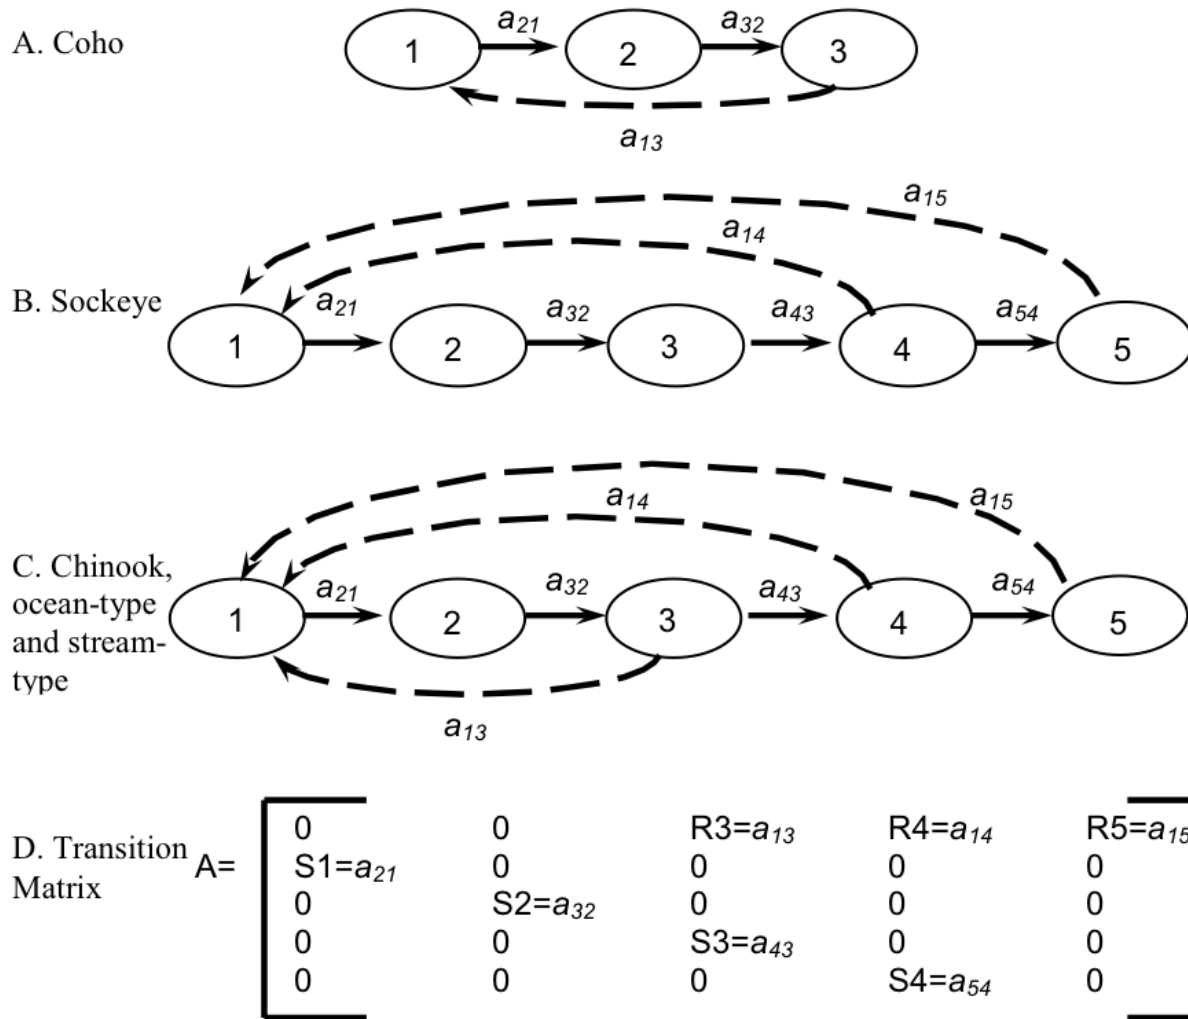 A. Coho
a21 a32
1 2 3
a13
a15
a14
B. Sockeye
a21 a32 a43 a54
1 2 3 4 5
a14 a15
C. Chinook,
ocean-type
and stream-
type
a21 a32 a43 a54
1 2 3 4 5
a13
D. Transition
Matrix
A=
0 0 R3=a13 R4=a14 R5=a15
S1=a21 0 0 0 0
0 S2=a32 0 0 0
0 0 S3=a43 0 0
0 0 0 S4=a54 0